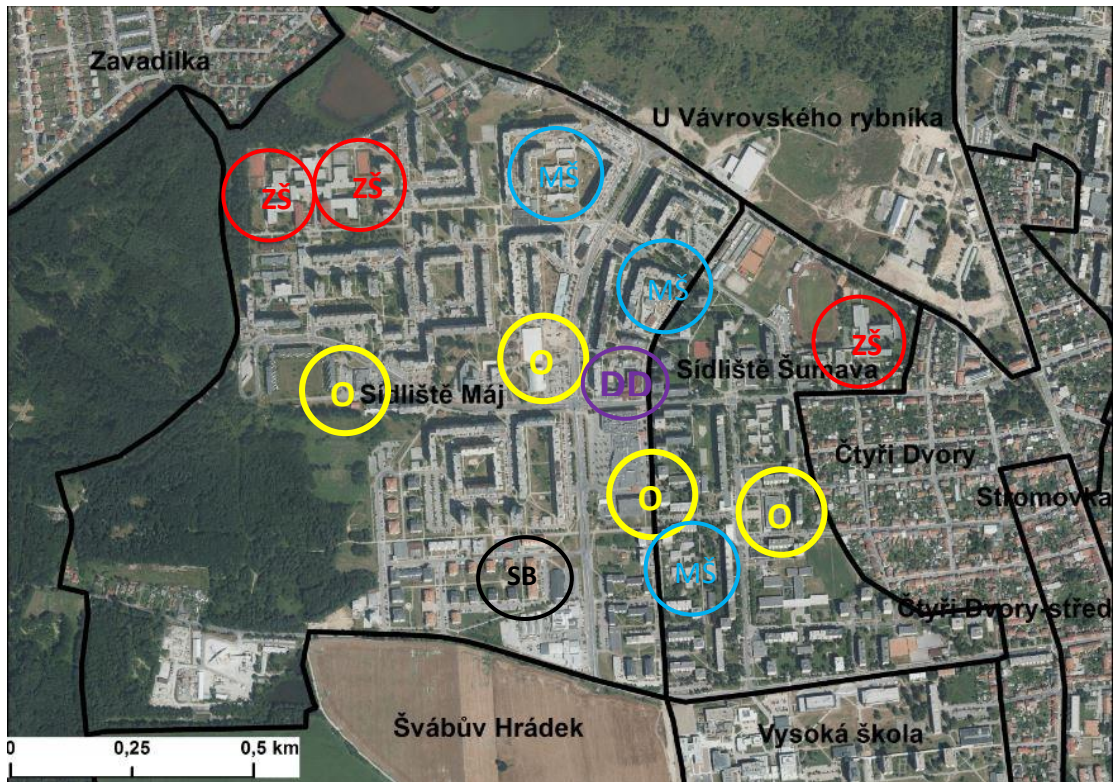 Zavadilka
U Vávrovského rybníka
MŠ
ZŠ
ZŠ
MŠ
ZŠ
O
O
DD
Sídliště Šumava
Sídliště Máj
Čtyři Dvory
O
O
Stromovka
SB
MŠ
Čtyři Dvory-střed
Švábův Hrádek
Vysoká škola
0
0,25
0,5 km